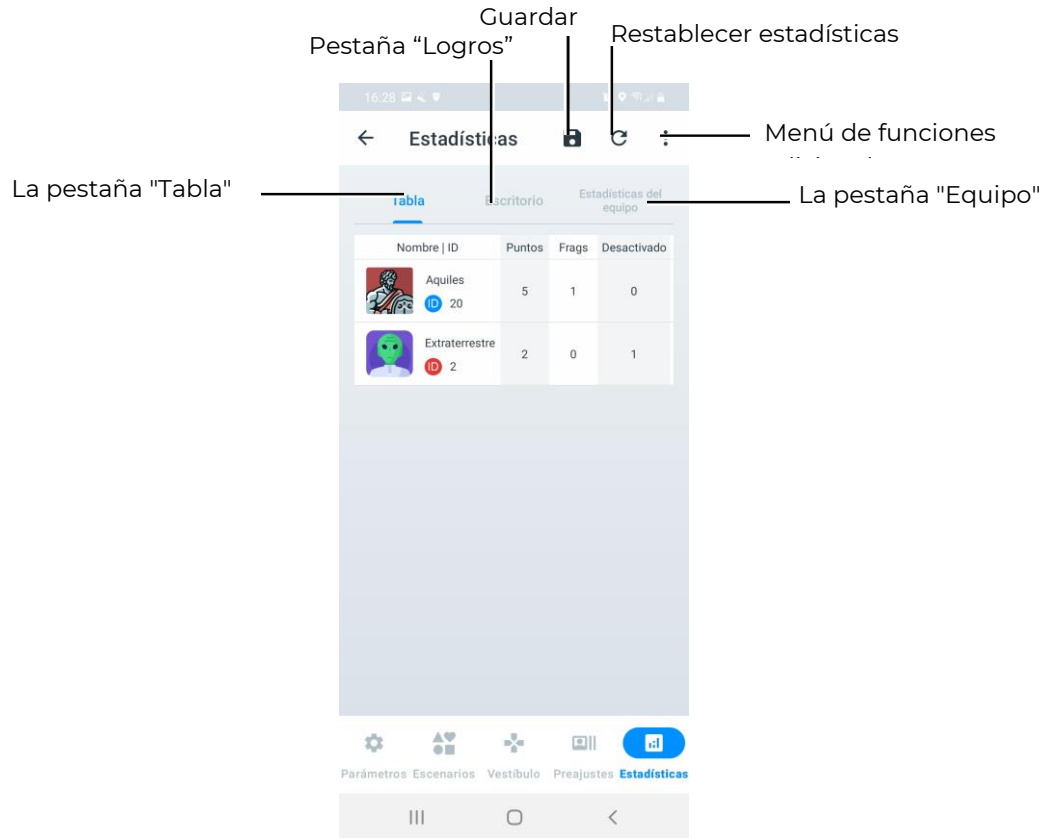 Guardar
Pestaña “Logros”
Restablecer estadísticas
16:28
Estadísticas
Menú de funciones
La pestaña "Tabla"
Tabla
Escritorio
Estadísticas del
equipo
La pestaña "Equipo"
Nombre | ID Puntos Frags Desactivado
Aquiles
ID 20 5 1 0
Extraterrestre
ID 2 2 0 1
Parámetros Escenarios Vestíbulo Preajustes Estadísticas